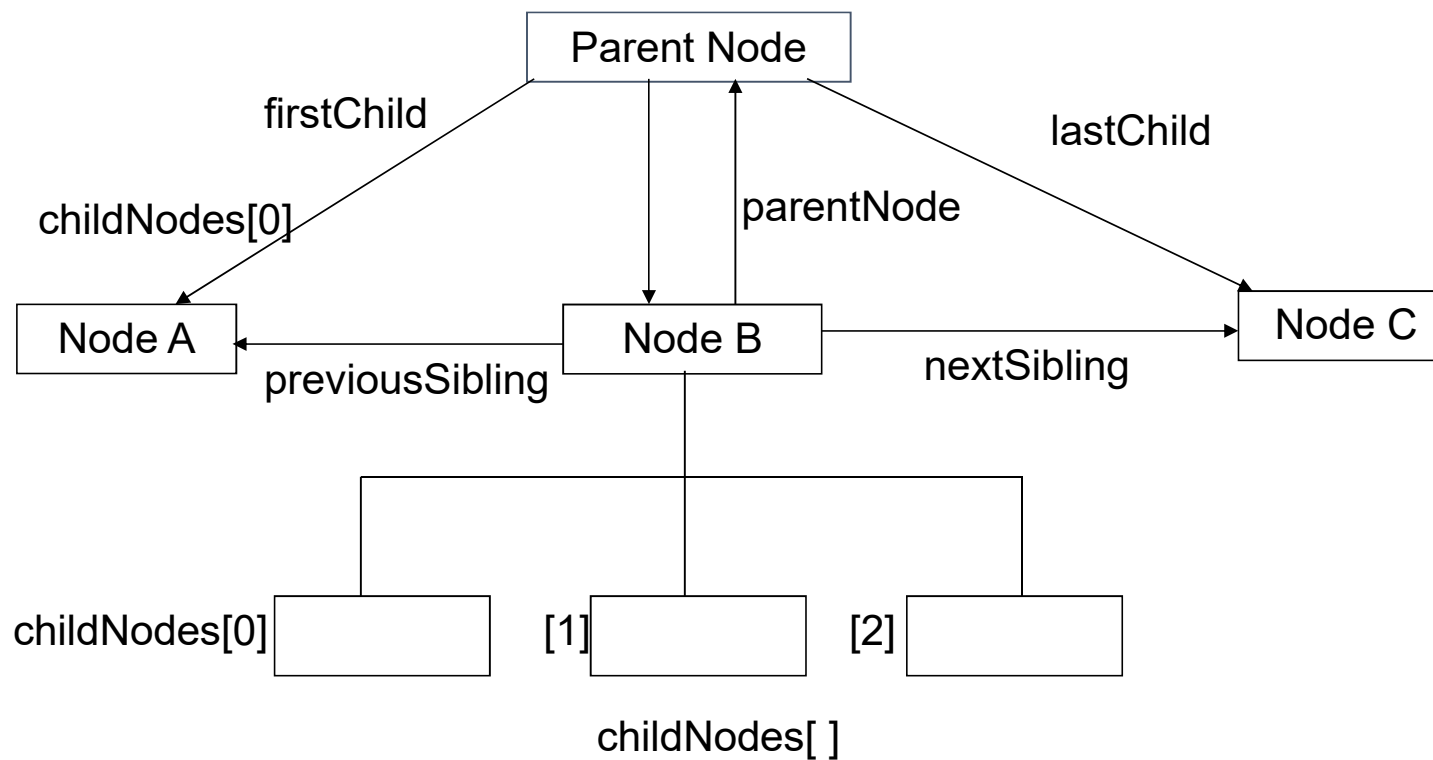 Parent Node
firstChild
lastChild
childNodes[0]
parentNode
Node A
Node B
Node C
previousSibling
nextSibling
childNodes[0]
[1]
[2]
childNodes[ ]